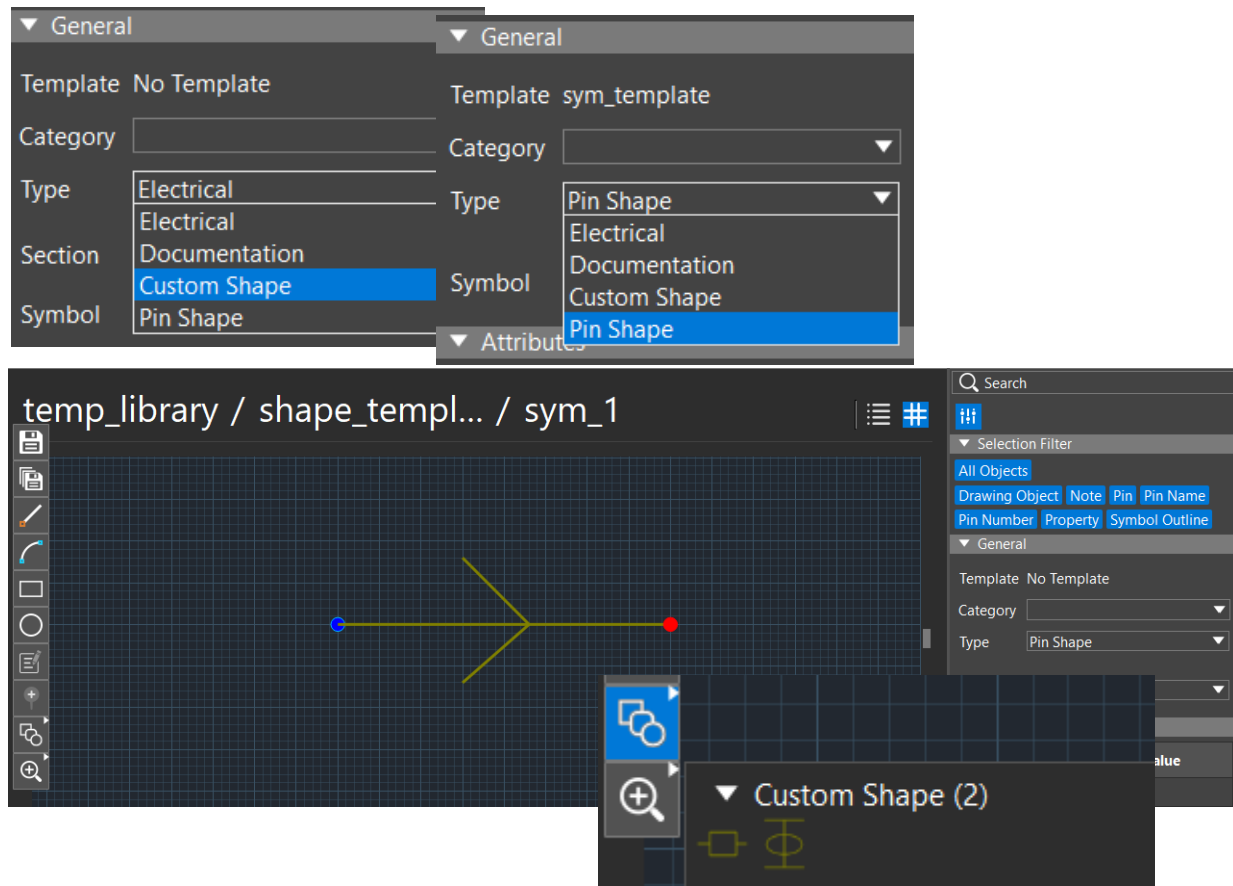 General
Template No Template
Category
Type Electrical
Electrical
Documentation
Section
Custom Shape
Symbol
Pin Shape
General
Template sym_template
Category
Type Pin Shape
Electrical
Documentation
Symbol
Custom Shape
Pin Shape
temp_library / shape_templ... / sym_1
Search
Selection Filter
All Objects
Drawing Object Note Pin Pin Name
Pin Number Property Symbol Outline
General
Template No Template
Category
Type Pin Shape
Custom Shape (2)